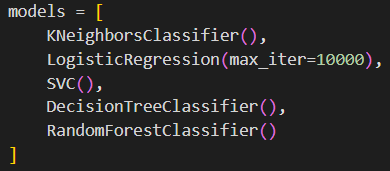 models = [
    KNeighborsClassifier(),
    LogisticRegression(max_iter=10000),
    SVC(),
    DecisionTreeClassifier(),
    RandomForestClassifier()
]